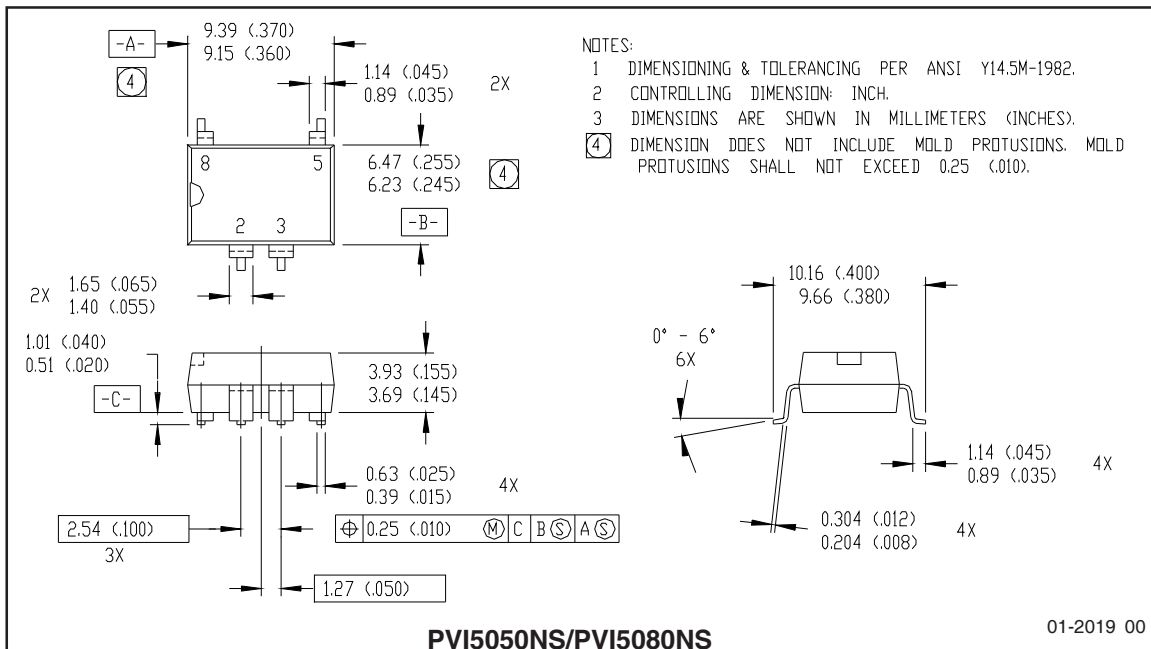 -A-
9.39 (.370)
9.15 (.360)
4
1.14 (.045)
0.89 (.035)
2X
8
5
6.47 (.255)
6.23 (.245)
4
2
3
-B-
NOTES:
1 DIMENSIONING & TOLERANCING PER ANSI Y14.5M-1982.
2 CONTROLLING DIMENSION: INCH.
3 DIMENSIONS ARE SHOWN IN MILLIMETERS (INCHES).
4 DIMENSION DOES NOT INCLUDE MOLD PROTUSIONS. MOLD
PROTUSIONS SHALL NOT EXCEED 0.25 (.010).
2X
1.65 (.065)
1.40 (.055)
1.01 (.040)
0.51 (.020)
-C-
3.93 (.155)
3.69 (.145)
0.63 (.025)
0.39 (.015)
4X
2.54 (.100)
3X
⌖ 0.25 (.010) Ⓜ C B Ⓢ A Ⓢ
1.27 (.050)
10.16 (.400)
9.66 (.380)
0° - 6°
6X
1.14 (.045)
0.89 (.035)
4X
0.304 (.012)
0.204 (.008)
4X
PVI5050NS/PVI5080NS
01-2019 00